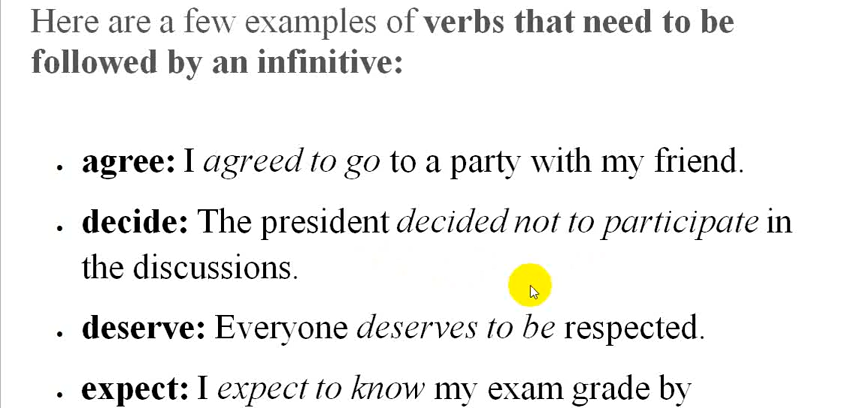 Here are a few examples of verbs that need to be
followed by an infinitive:
• agree: I agreed to go to a party with my friend.
• decide: The president decided not to participate in
the discussions.
• deserve: Everyone deserves to be respected.
• expect: I expect to know my exam grade by